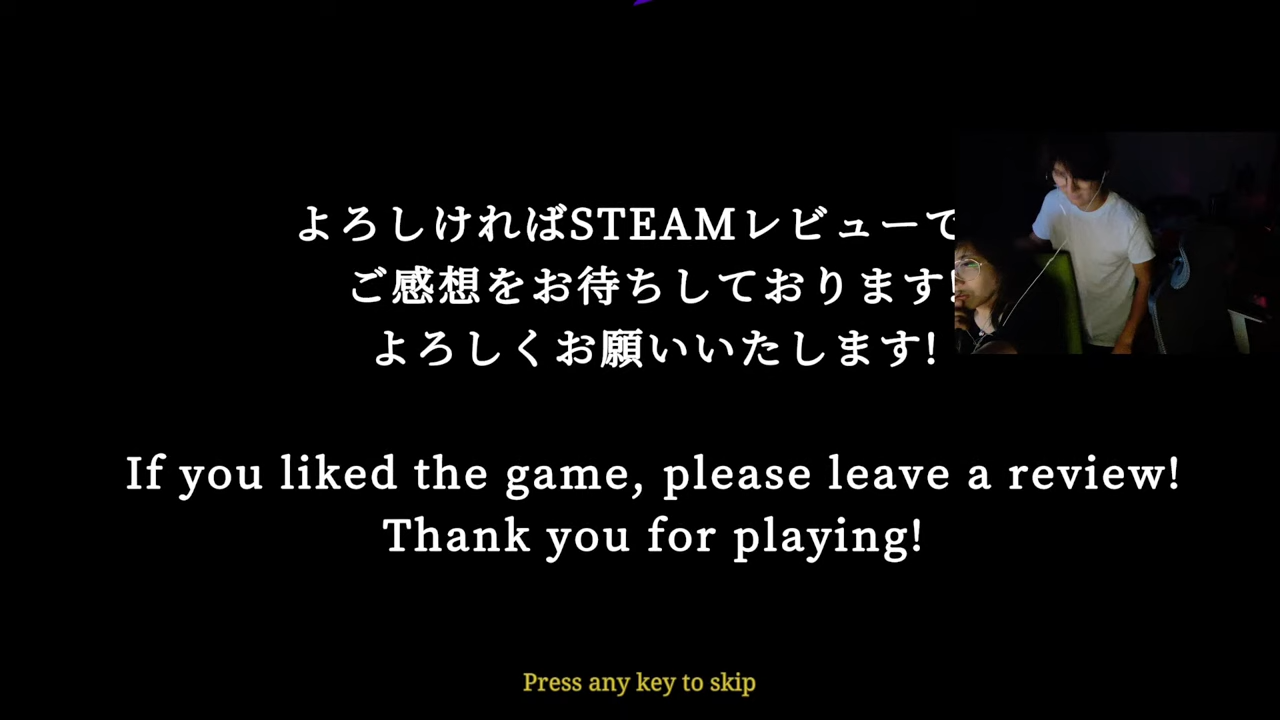 よろしければSTEAMレビューで
ご感想をお待ちしております!
よろしくお願いいたします!
If you liked the game, please leave a review!
Thank you for playing!
Press any key to skip